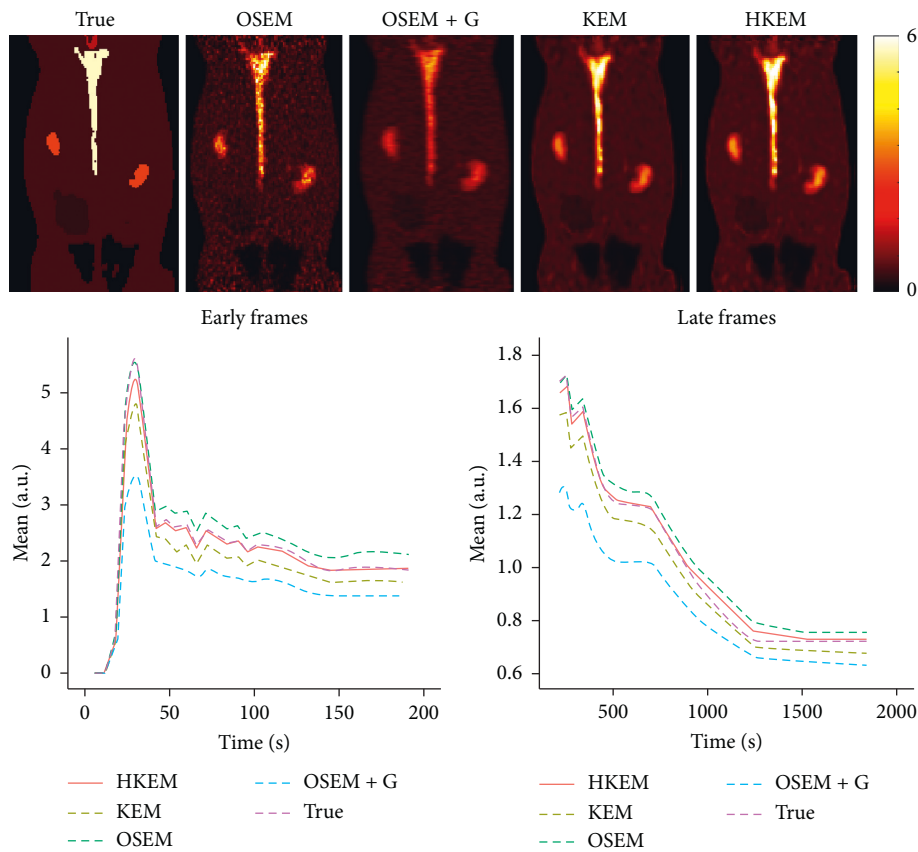 True
OSEM
OSEM + G
KEM
HKEM
6
0
Early frames
Late frames
Mean (a.u.)
5
4
3
2
1
0
0
50
100
150
200
Time (s)
Mean (a.u.)
1.8
1.6
1.4
1.2
1.0
0.8
0.6
500
1000
1500
2000
Time (s)
HKEM
KEM
OSEM
OSEM + G
True
HKEM
KEM
OSEM
OSEM + G
True